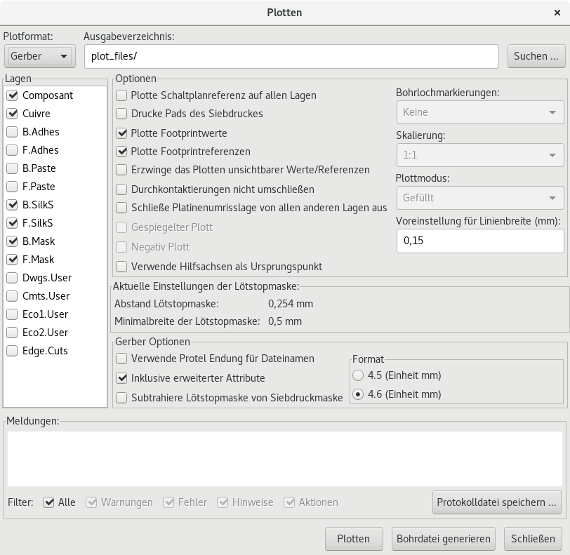 Plotten
×
Plotformat:
Ausgabeverzeichnis:
Gerber
plot_files/
Suchen ...
Lagen
Composant
Cuivre
B.Adhes
F.Adhes
B.Paste
F.Paste
B.SilkS
F.SilkS
B.Mask
F.Mask
Dwgs.User
Cmts.User
Eco1.User
Eco2.User
Edge.Cuts
Optionen
Plotte Schaltplanreferenz auf allen Lagen
Drucke Pads des Siebdruckes
Plotte Footprintwerte
Plotte Footprintreferenzen
Erzwinge das Plotten unsichtbarer Werte/Referenzen
Durchkontaktierungen nicht umschließen
Schließe Platinenumrisslage von allen anderen Lagen aus
Gespiegelter Plott
Negativ Plott
Verwende Hilfsachsen als Ursprungspunkt
Bohrlochmarkierungen:
Keine
Skalierung:
1:1
Plottmodus:
Gefüllt
Voreinstellung für Linienbreite (mm):
0,15
Aktuelle Einstellungen der Lötstopmaske:
Abstand Lötstopmaske: 0,254 mm
Minimalbreite der Lötstopmaske: 0,5 mm
Gerber Optionen
Verwende Protel Endung für Dateinamen
Inklusive erweiterter Attribute
Subtrahiere Lötstopmaske von Siebdruckmaske
Format
4.5 (Einheit mm)
4.6 (Einheit mm)
Meldungen:
Filter: Alle Warnungen Fehler Hinweise Aktionen
Protokolldatei speichern ...
Plotten
Bohrdatei generieren
Schließen